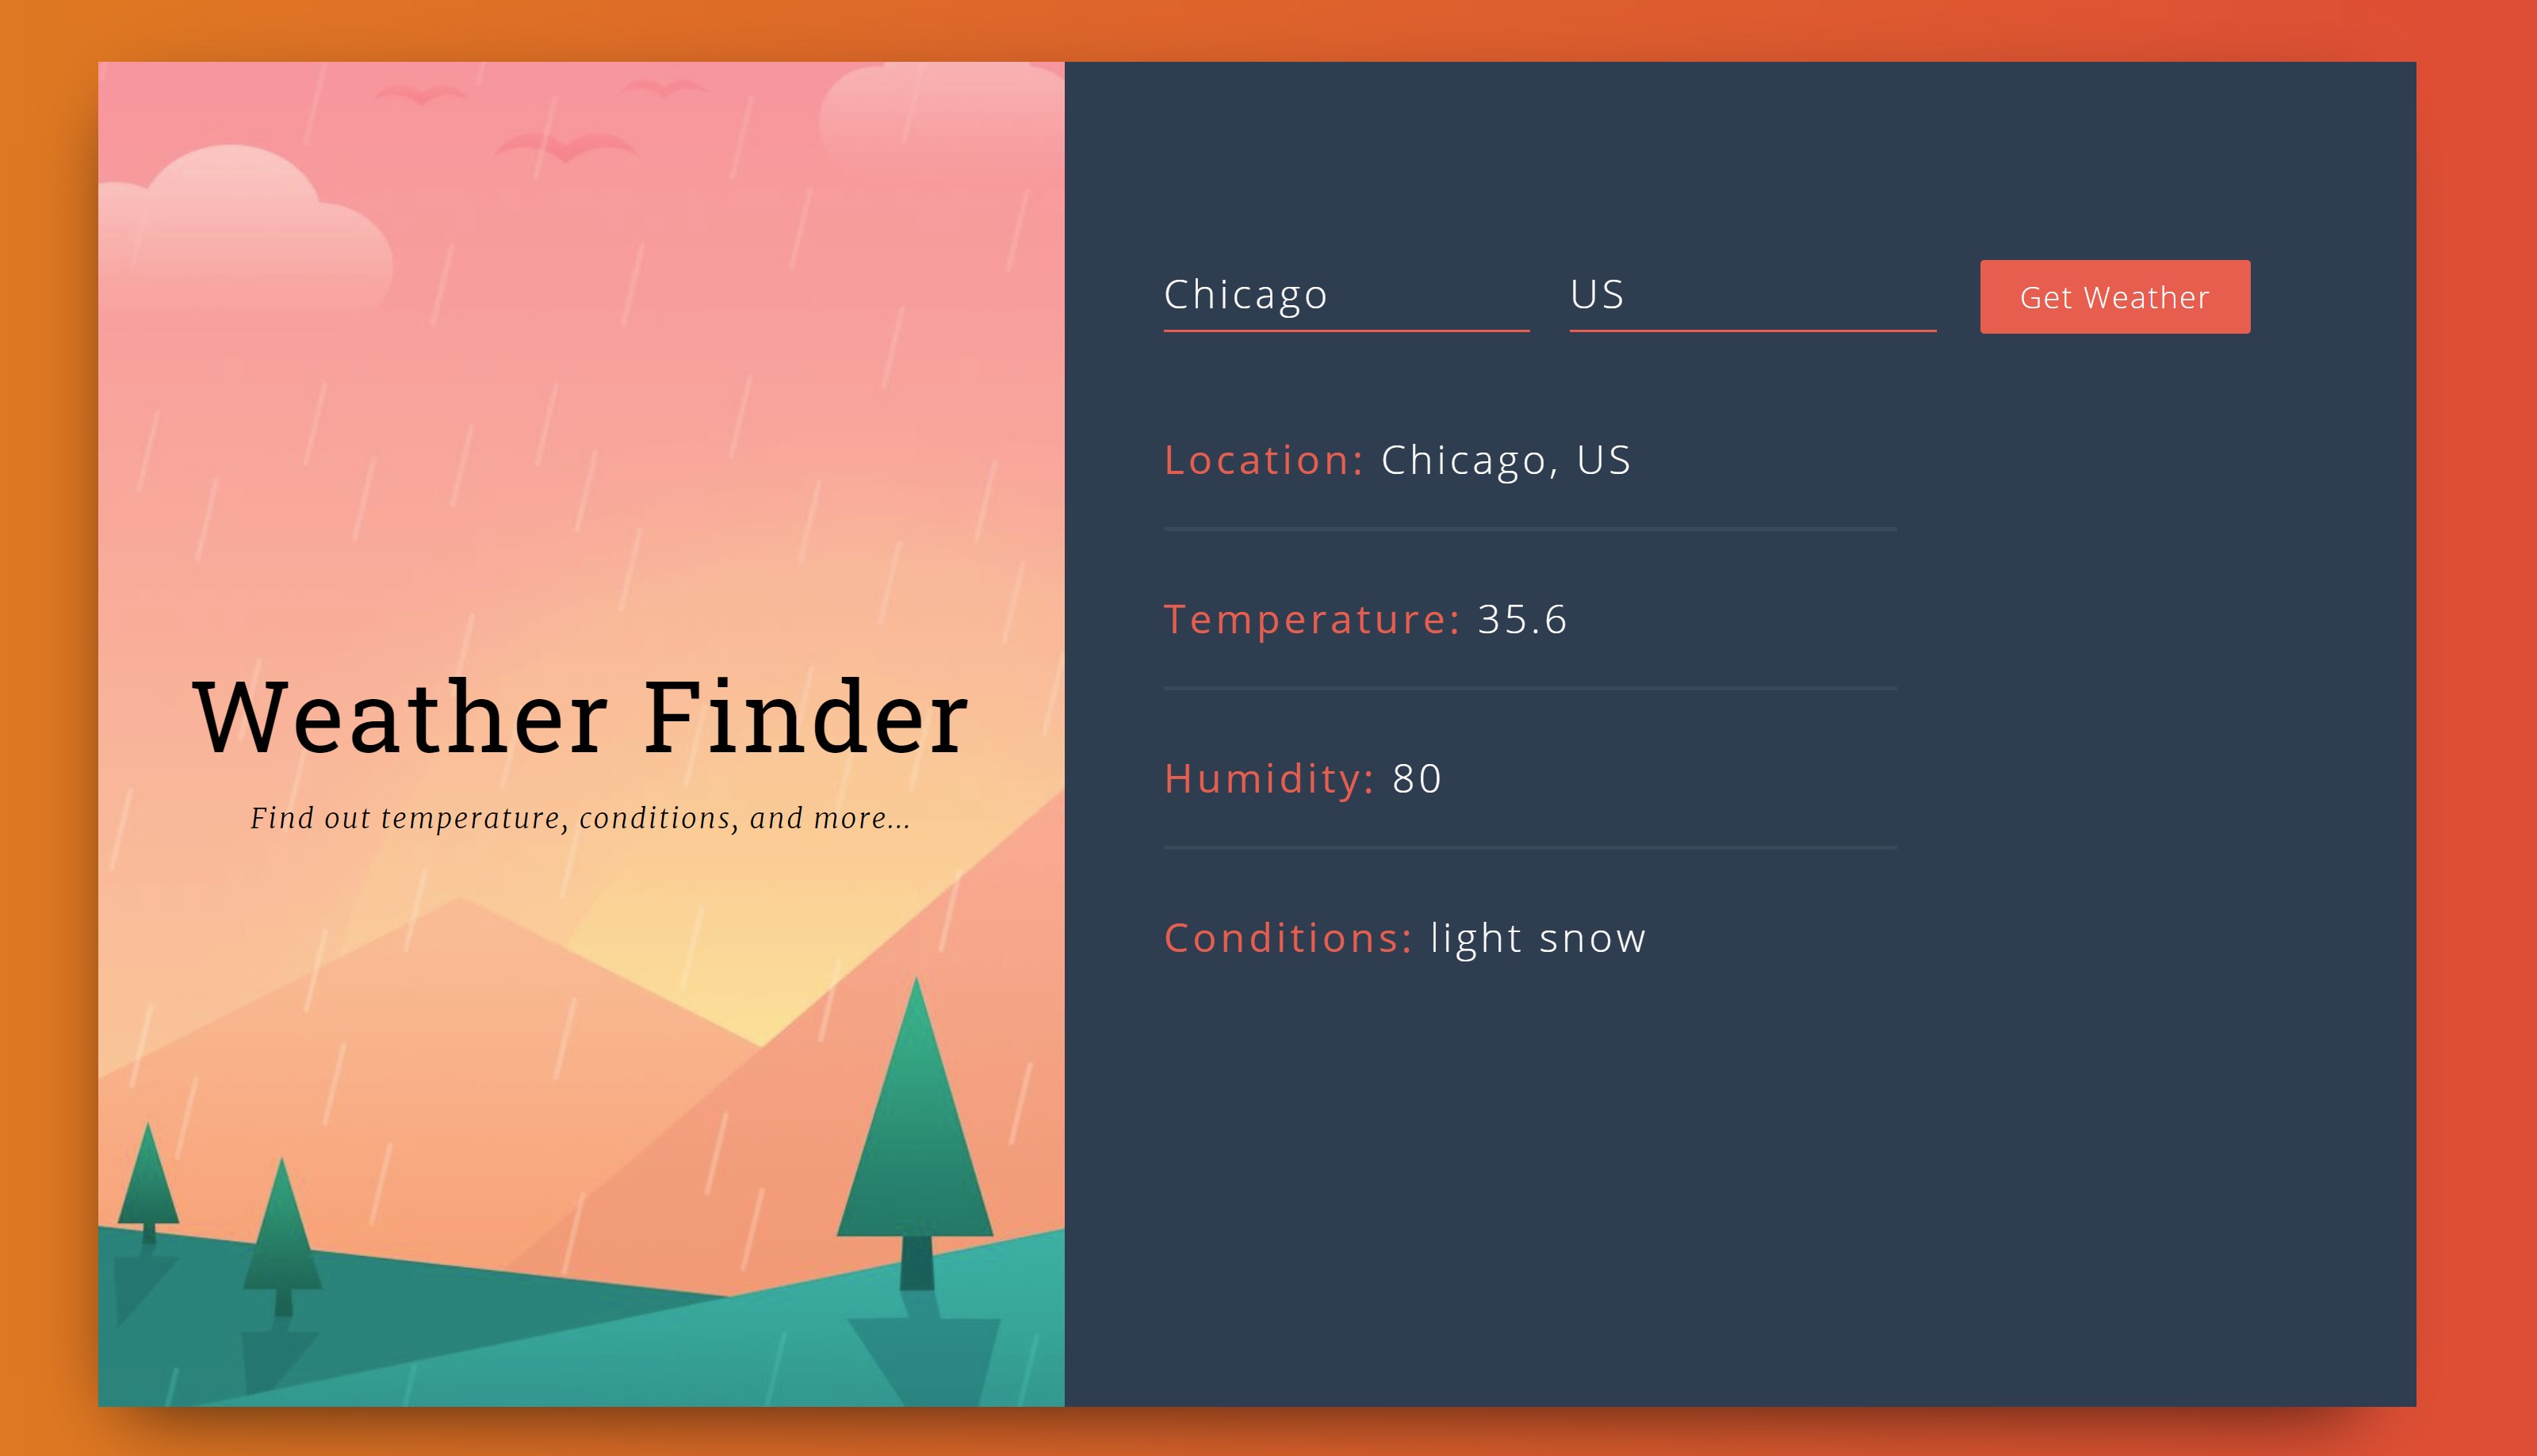 Weather Finder
Find out temperature, conditions, and more...
Chicago
US
Get Weather
Location: Chicago, US
Temperature: 35.6
Humidity: 80
Conditions: light snow